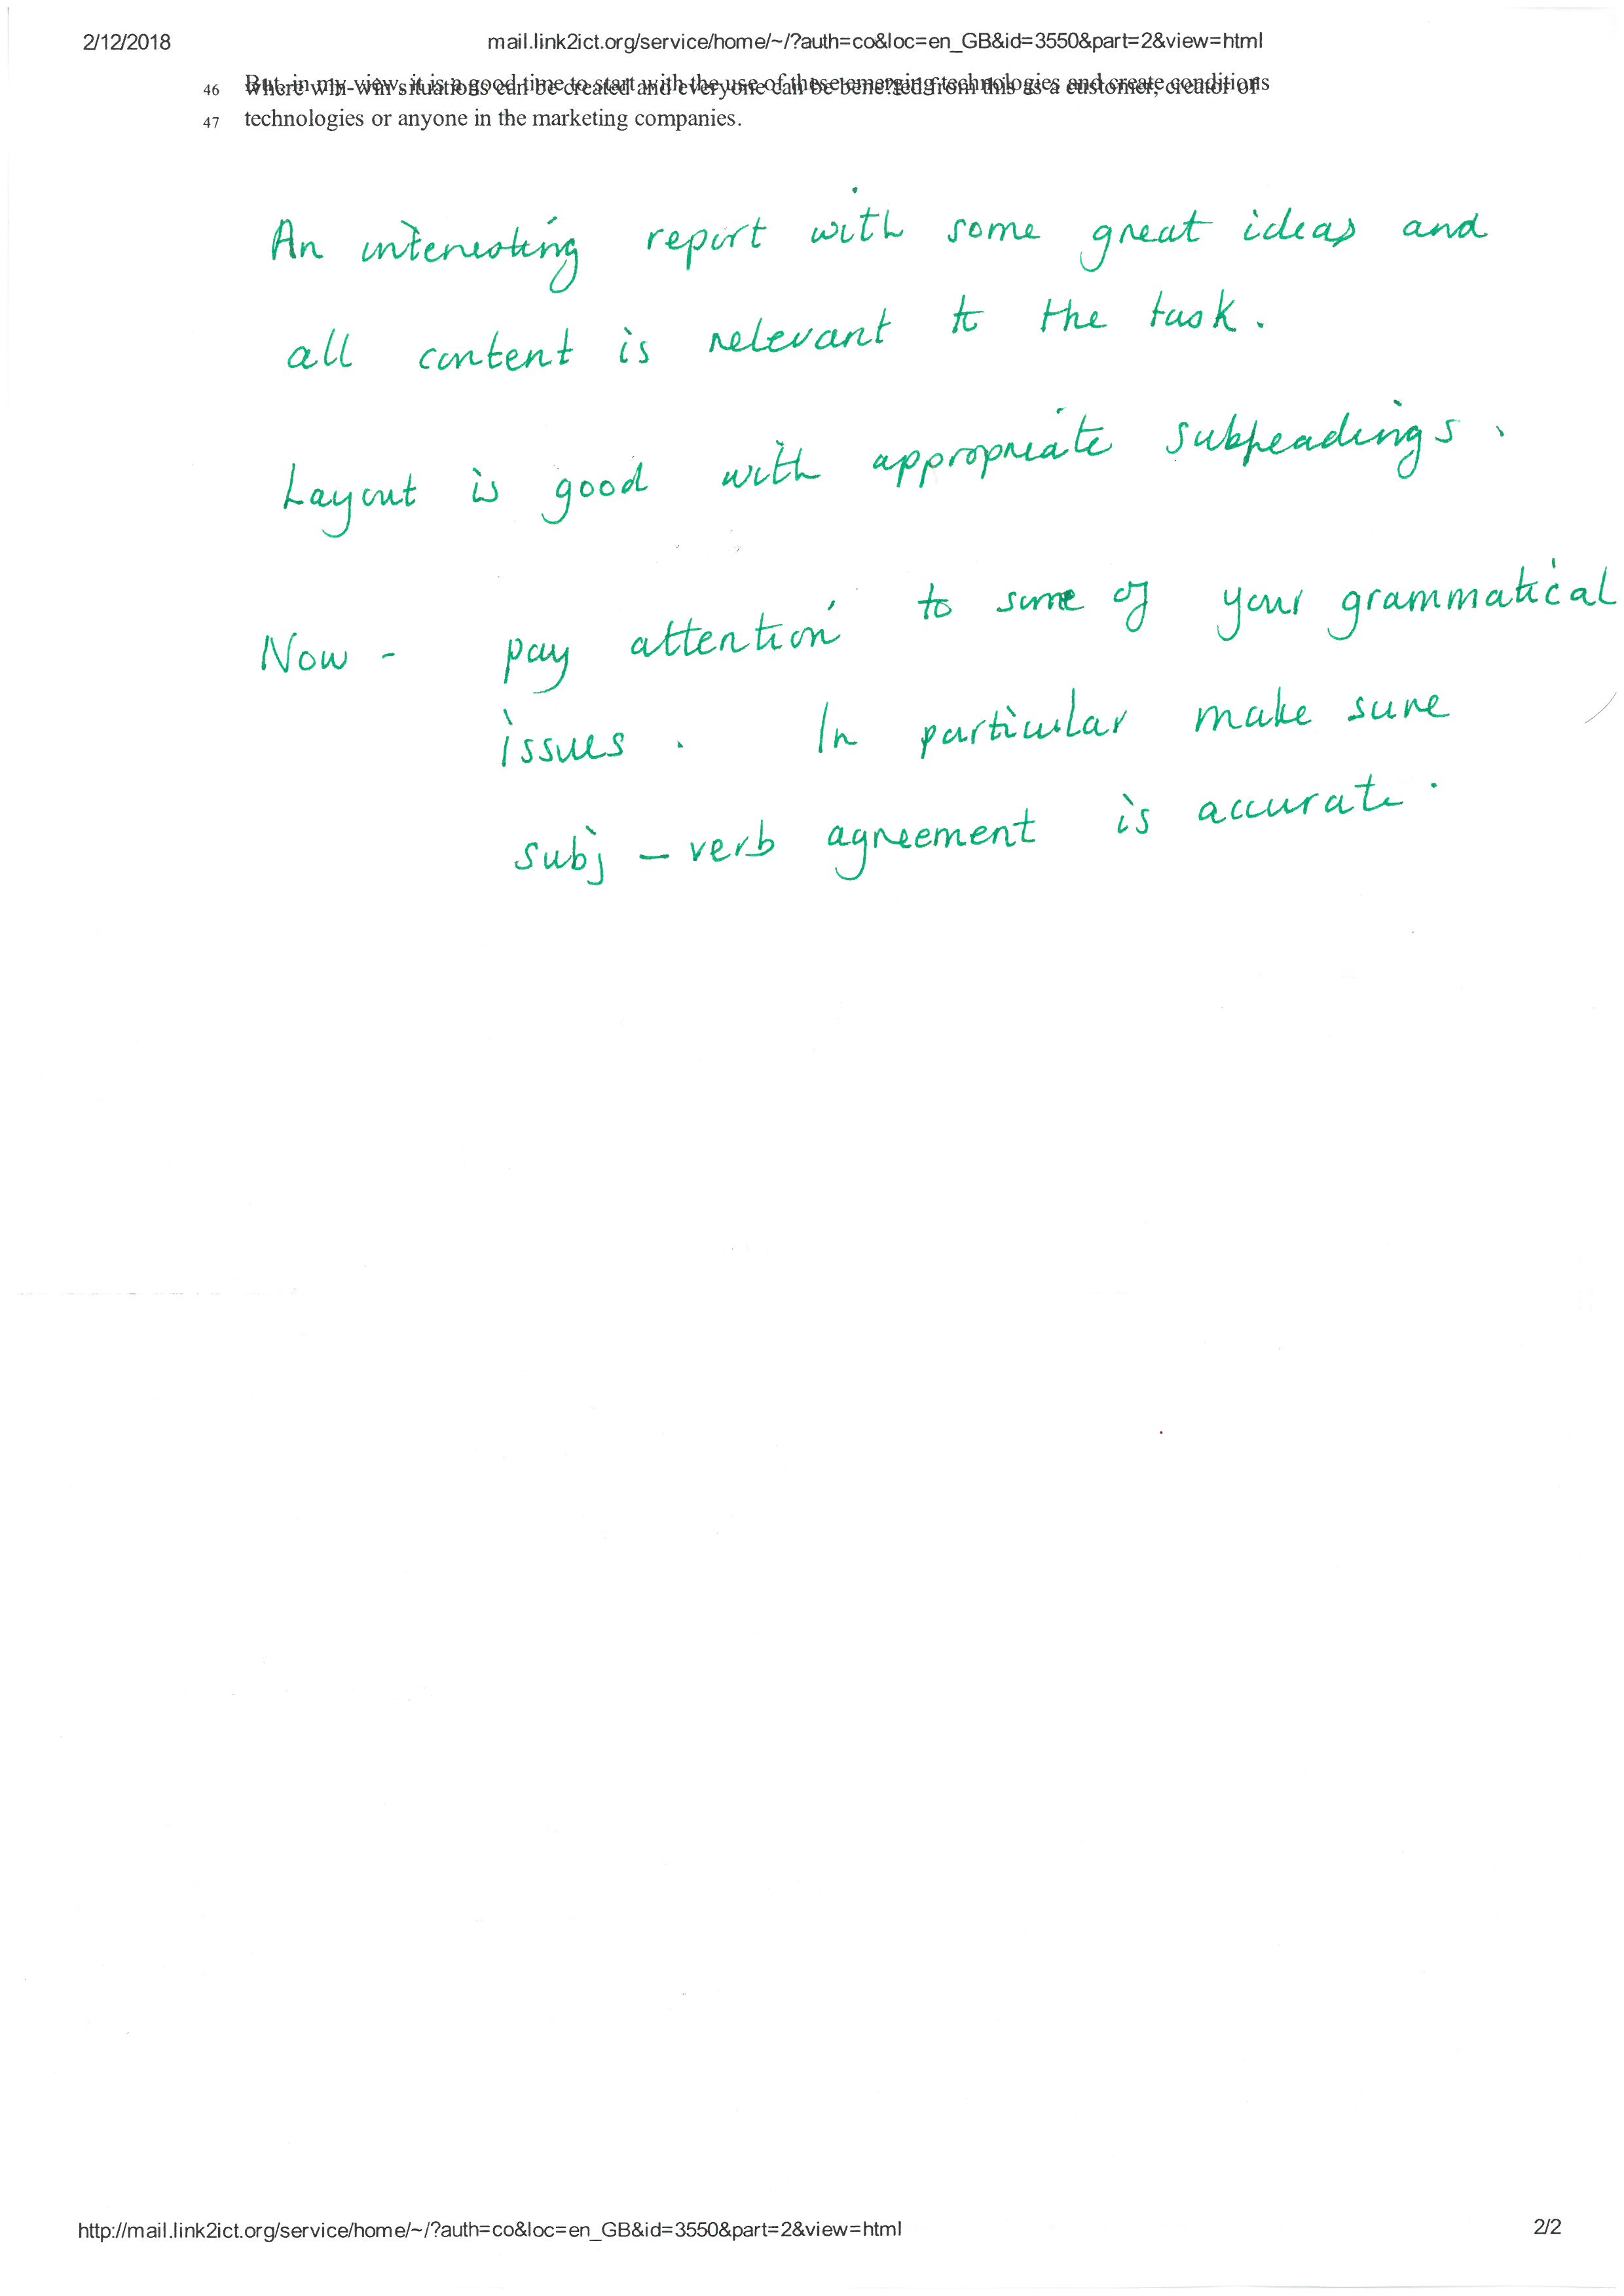 2/12/2018 mail.link2ict.org/service/home/~/?auth=co&loc=en_GB&id=3550&part=2&view=html
46 But, in my view, it is a good time to start with the use of these emerging technologies and create conditions
where win-win situations can be created and everyone can be bene?ted from this as a customer, creator of
47 technologies or anyone in the marketing companies.
An interesting report with some great ideas and
all content is relevant to the task.
Layout is good with appropriate subheadings.
Now - pay attention to some of your grammatical
issues. In particular make sure
subj - verb agreement is accurate.
http://mail.link2ict.org/service/home/~/?auth=co&loc=en_GB&id=3550&part=2&view=html 2/2